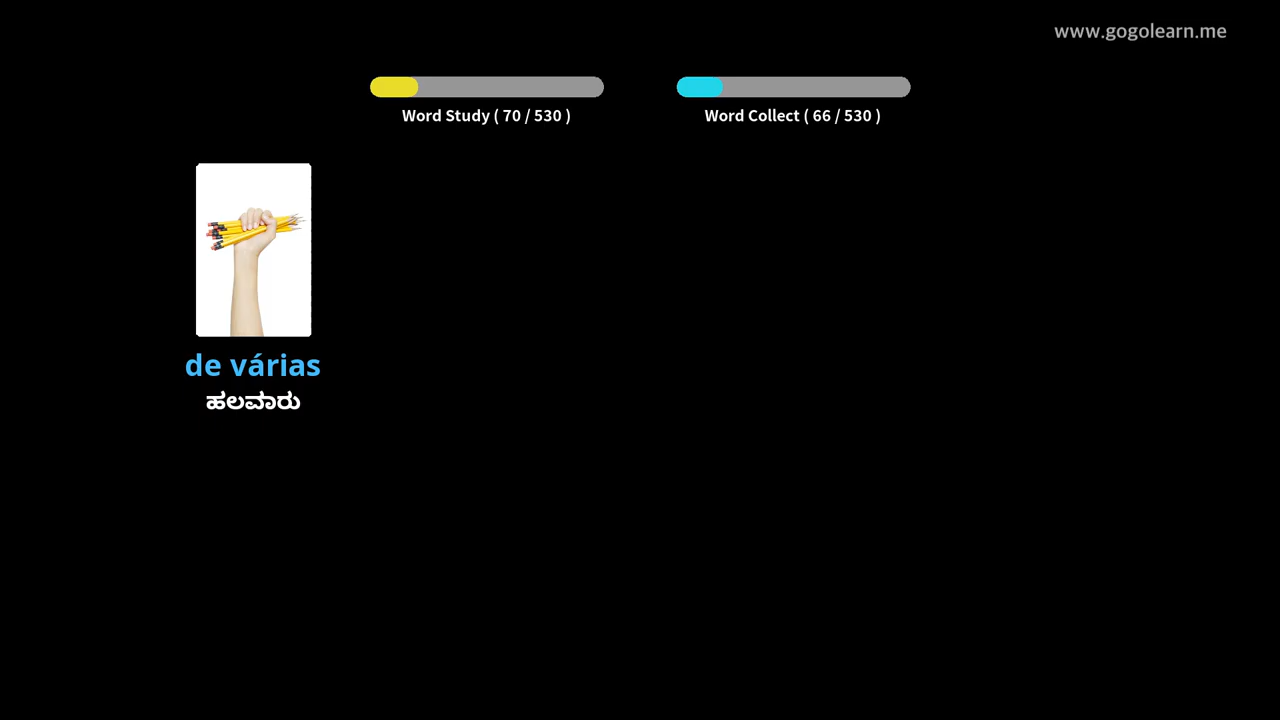 www.gogolearn.me
Word Study ( 70 / 530 )
Word Collect ( 66 / 530 )
de várias
ಹಲವಾರು